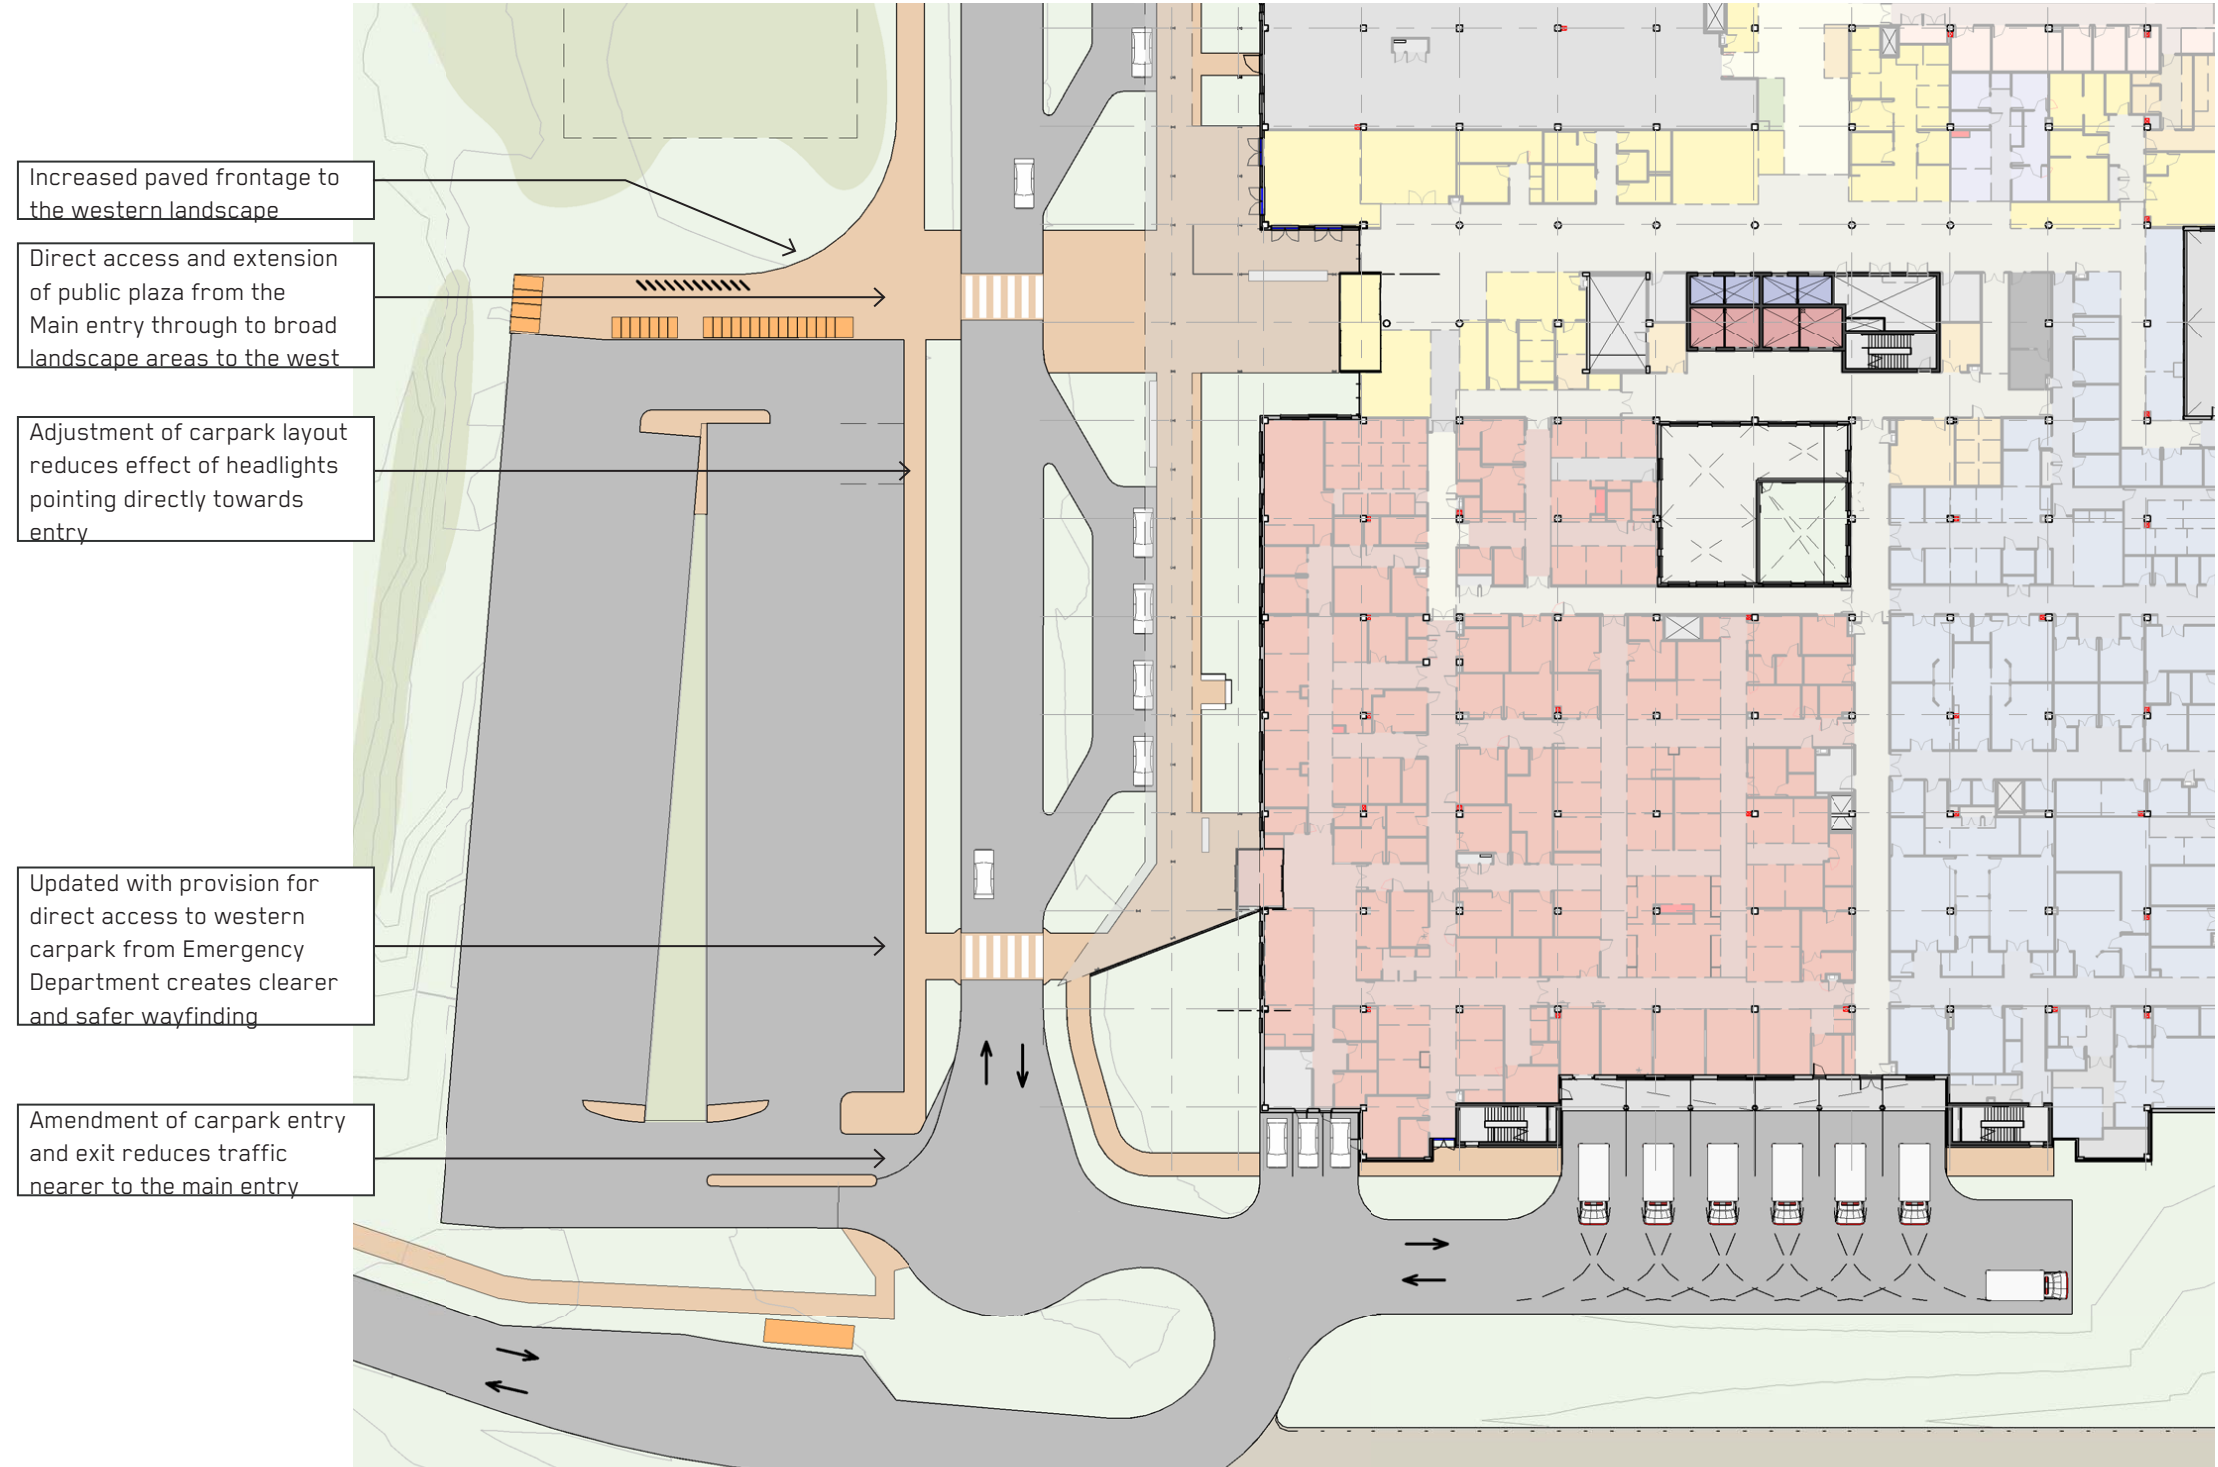 Increased paved frontage to
the western landscape
Direct access and extension
of public plaza from the
Main entry through to broad
landscape areas to the west
Adjustment of carpark layout
reduces effect of headlights
pointing directly towards
entry
Updated with provision for
direct access to western
carpark from Emergency
Department creates clearer
and safer wayfinding
Amendment of carpark entry
and exit reduces traffic
nearer to the main entry